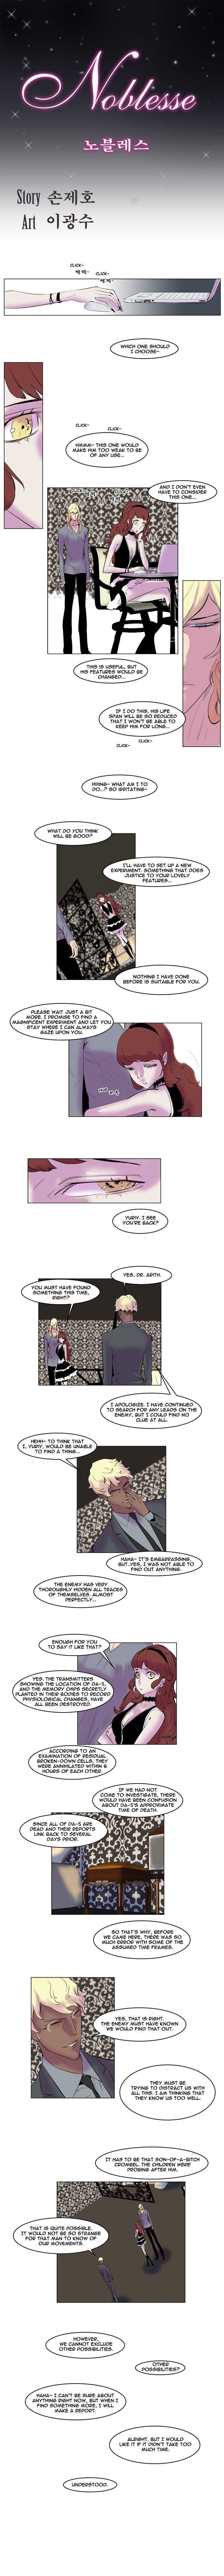 Noblesse
노블레스
Story 손제호
Art 이광수
CLICK~
CLICK~
WHICH ONE SHOULD
I CHOOSE~
CLICK~
CLICK~
HMMM~ THIS ONE WOULD
MAKE HIM TOO WEAK TO BE
OF ANY USE...
AND I DON'T EVEN
HAVE TO CONSIDER
THIS ONE...
THIS IS USEFUL, BUT
HIS FEATURES WOULD BE
CHANGED...
IF I DO THIS, HIS LIFE
SPAN WILL BE SO REDUCED
THAT I WON'T BE ABLE TO
KEEP HIM FOR LONG...
CLICK~
CLICK~
HIING~ WHAT AM I TO
DO...? SO IRRITATING~
WHAT DO YOU THINK
WILL BE GOOD?
I'LL HAVE TO SET UP A NEW
EXPERIMENT. SOMETHING THAT DOES
JUSTICE TO YOUR LOVELY
FEATURES...
NOTHING I HAVE DONE
BEFORE IS SUITABLE FOR YOU.
PLEASE WAIT JUST A BIT
MORE. I PROMISE TO FIND A
MAGNIFICENT EXPERIMENT AND LET YOU
STAY WHERE I CAN ALWAYS
GAZE UPON YOU.
YURIY, I SEE
YOU'RE BACK?
YES, DR. ARITH.
YOU MUST HAVE FOUND
SOMETHING THIS TIME,
RIGHT?
I APOLOGIZE. I HAVE CONTINUED
TO SEARCH FOR ANY LEADS ON THE
ENEMY, BUT I COULD FIND NO
CLUE AT ALL.
HEHH~ TO THINK THAT
I, YURIY, WOULD BE UNABLE
TO FIND A THING...
HAHA~ IT'S EMBARRASSING,
BUT..YES, I WAS NOT ABLE TO
FIND OUT ANYTHING.
THE ENEMY HAS VERY
THOROUGHLY HIDDEN ALL TRACES
OF THEMSELVES. ALMOST
PERFECTLY...
ENOUGH FOR YOU
TO SAY IT LIKE THAT?
YES. THE TRANSMITTERS
SHOWING THE LOCATION OF DA-5,
AND THE MEMORY CHIPS SECRETLY
PLANTED IN THEIR BODIES TO RECORD
PHYSIOLOGICAL CHANGES, HAVE
ALL BEEN DESTROYED.
ACCORDING TO AN
EXAMINATION OF RESIDUAL
BROKEN-DOWN CELLS, THEY
WERE ANNIHILATED WITHIN 6
HOURS OF EACH OTHER.
IF WE HAD NOT
COME TO INVESTIGATE, THERE
WOULD HAVE BEEN CONFUSION
ABOUT DA-5'S APPROXIMATE
TIME OF DEATH.
SINCE ALL OF DA-5 ARE
DEAD AND THEIR REPORTS
LINK BACK TO SEVERAL
DAYS PRIOR.
SO THAT'S WHY, BEFORE
WE CAME HERE, THERE WAS SO
MUCH ERROR WITH SOME OF THE
ASSUMED TIME FRAMES.
YES, THAT IS RIGHT.
THE ENEMY MUST HAVE KNOWN
WE WOULD FIND THAT OUT.
THEY MUST BE
TRYING TO DISTRACT US WITH
ALL THIS. I AM THINKING THAT
THEY KNOW US TOO WELL.
IT HAS TO BE THAT SON-OF-A-BITCH
CROMBEL. THE CHILDREN WERE
PROBING AFTER HIM.
THAT IS QUITE POSSIBLE.
IT WOULD NOT BE SO STRANGE
FOR THAT MAN TO KNOW OF
OUR MOVEMENTS.
HOWEVER,
WE CANNOT EXCLUDE
OTHER POSSIBILITIES.
OTHER
POSSIBILITIES?
HAHA~ I CAN'T BE SURE ABOUT
ANYTHING RIGHT NOW, BUT WHEN I
FIND SOMETHING MORE, I WILL
MAKE A REPORT.
ALRIGHT. BUT I WOULD
LIKE IT IF IT DIDN'T TAKE TOO
MUCH TIME.
UNDERSTOOD.